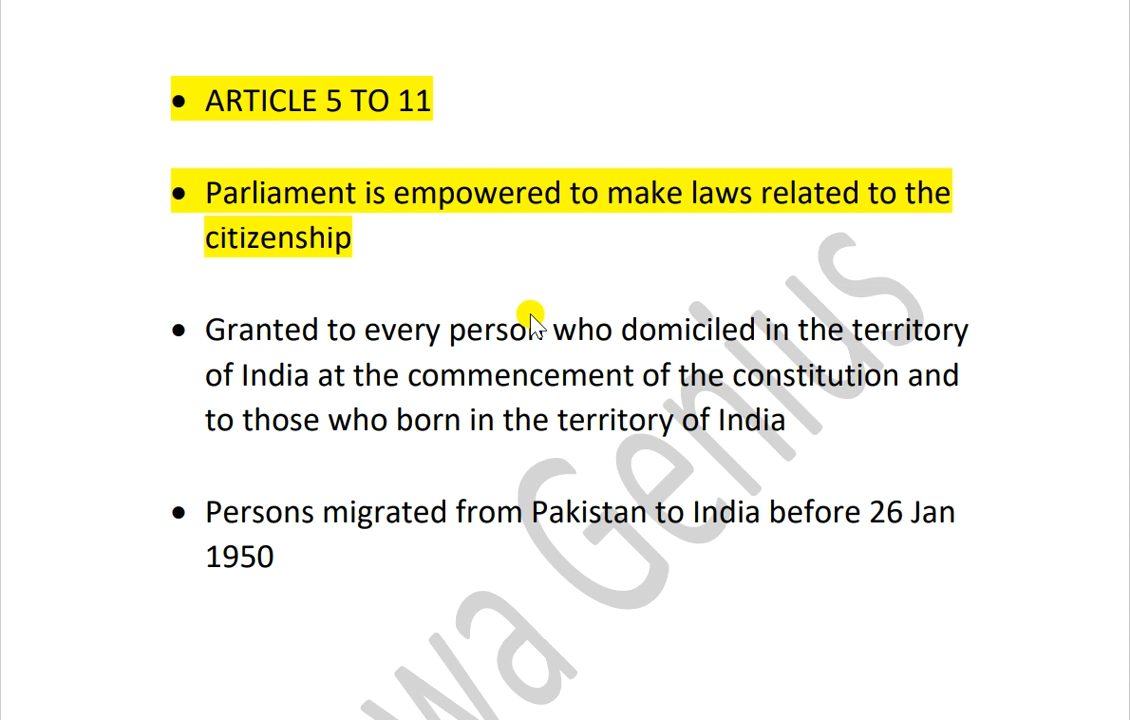 • ARTICLE 5 TO 11
• Parliament is empowered to make laws related to the
citizenship
• Granted to every person who domiciled in the territory
of India at the commencement of the constitution and
to those who born in the territory of India
• Persons migrated from Pakistan to India before 26 Jan
1950
wa Genius